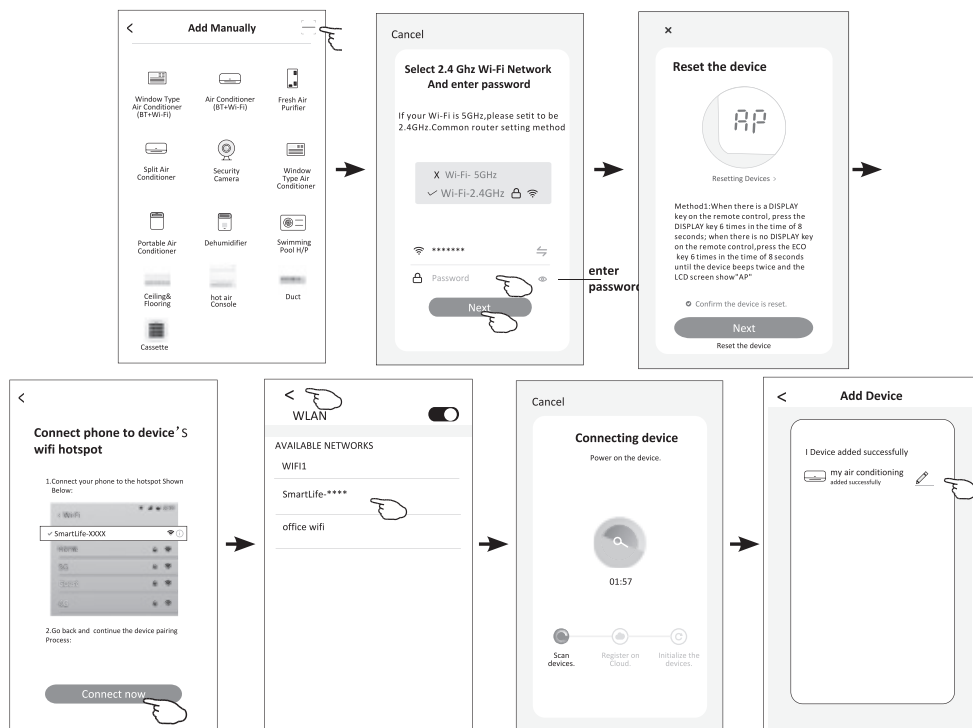 <
Add Manually
Window Type
Air Conditioner
(BT+Wi-Fi)
Air Conditioner
(BT+Wi-Fi)
Fresh Air
Purifier
Split Air
Conditioner
Security
Camera
Window
Type Air
Conditioner
Portable Air
Conditioner
Dehumidifier
Swimming
Pool H/P
Ceiling&
Flooring
hot air
Console
Duct
Cassette
Cancel
Select 2.4 Ghz Wi-Fi Network
And enter password
If your Wi-Fi is 5GHz,please setit to be
2.4GHz.Common router setting method
X Wi-Fi- 5GHz
Wi-Fi-2.4GHz
*******
Password
Next
enter
password
×
Reset the device
AP
Resetting Devices >
Method1:When there is a DISPLAY
key on the remote control, press the
DISPLAY key 6 times in the time of 8
seconds; when there is no DISPLAY key
on the remote control,press the ECO
key 6 times in the time of 8 seconds
until the device beeps twice and the
LCD screen show"AP"
Confirm the device is reset.
Next
Reset the device
<
Connect phone to device'S
wifi hotspot
1.Connect your phone to the hotspot Shown
Below:
< Wi-Fi
SmartLife-XXXX
5G
2.Go back and continue the device pairing
Process:
Connect now
<
WLAN
AVAILABLE NETWORKS
WIFI1
SmartLife-****
office wifi
Cancel
Connecting device
Power on the device.
01:57
Scan
devices.
Register on
Cloud.
Initialize the
devices.
<
Add Device
I Device added successfully
my air conditioning
added successfully